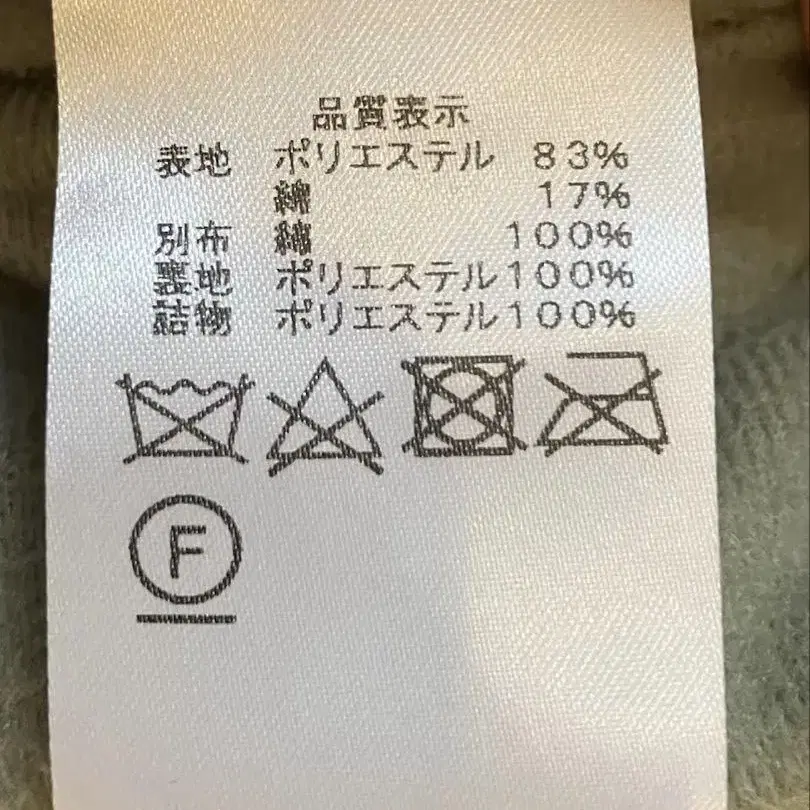 品質表示
表地 ポリエステル 83%
綿 17%
別布 綿 100%
裏地 ポリエステル100%
詰物 ポリエステル100%
F